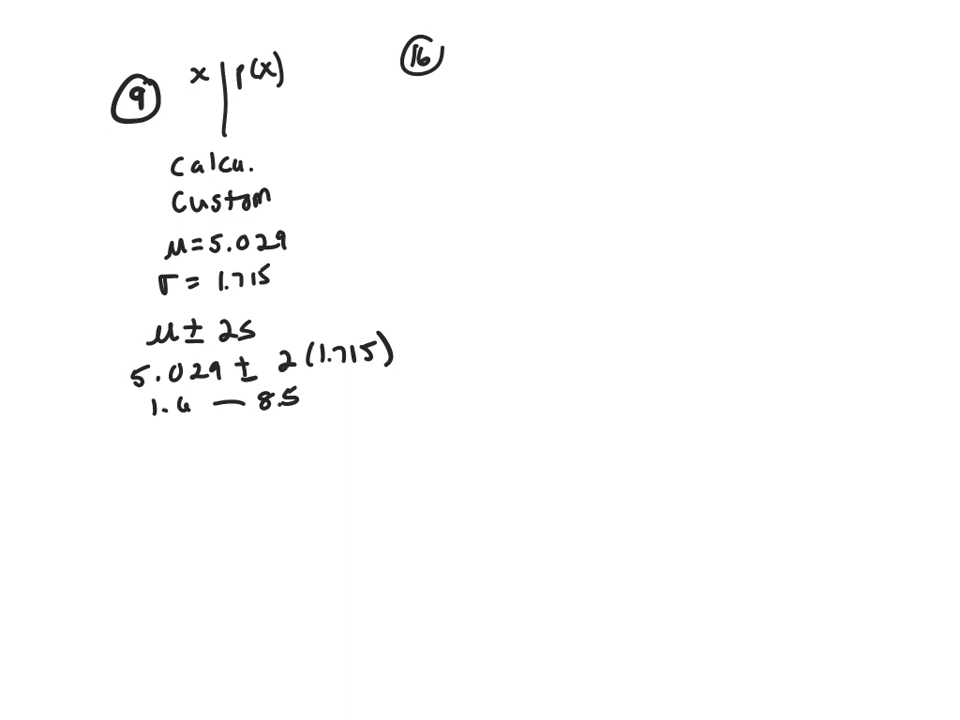 9 x | p(x)
Calcu.
Custom
μ = 5.029
σ = 1.715
μ ± 2s
5.029 ± 2(1.715)
1.6 — 8.5
16